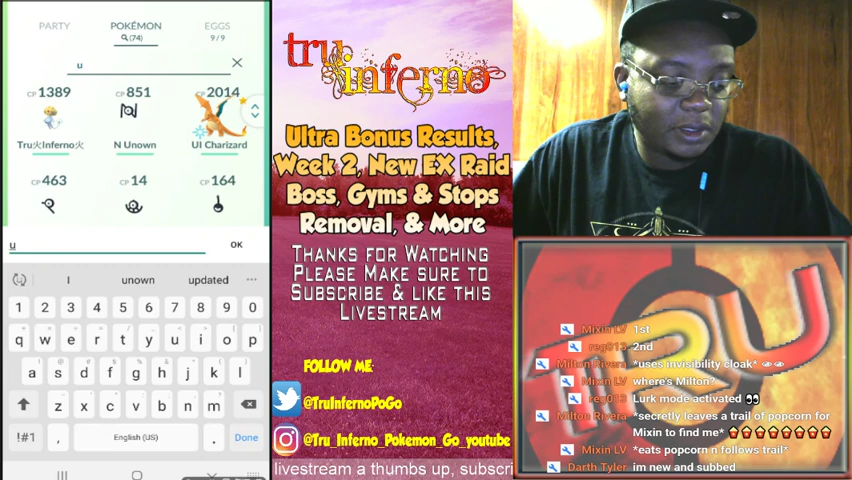 PARTY
POKÉMON
EGGS
(74)
9/9
u
CP 1389
CP 851
CP 2014
Tru火Inferno火
N Unown
Ul Charizard
CP 463
CP 14
CP 164
u
OK
I
unown
updated
1 2 3 4 5 6 7 8 9 0
q w e r t y u i o p
a s d f g h j k l
z x c v b n m
!#1
,
English (US)
.
Done
tru
inferno
Ultra Bonus Results,
Week 2, New EX Raid
Boss, Gyms & Stops
Removal, & More
Thanks for Watching
Please Make sure to
Subscribe & like this
Livestream
FOLLOW ME:
@TruInfernoPoGo
@Tru_Inferno_Pokemon_Go_youtube
livestream a thumbs up, subscri
TRU
Mixin LV 1st
reg013 2nd
Milton Rivera *uses invisibility cloak* 👀
Mixin LV where's Milton?
reg013 Lurk mode activated 👀
Milton Rivera *secretly leaves a trail of popcorn for
Mixin to find me* 🍿🍿🍿🍿🍿🍿🍿🍿
Mixin LV *eats popcorn n follows trail*
Darth Tyler im new and subbed